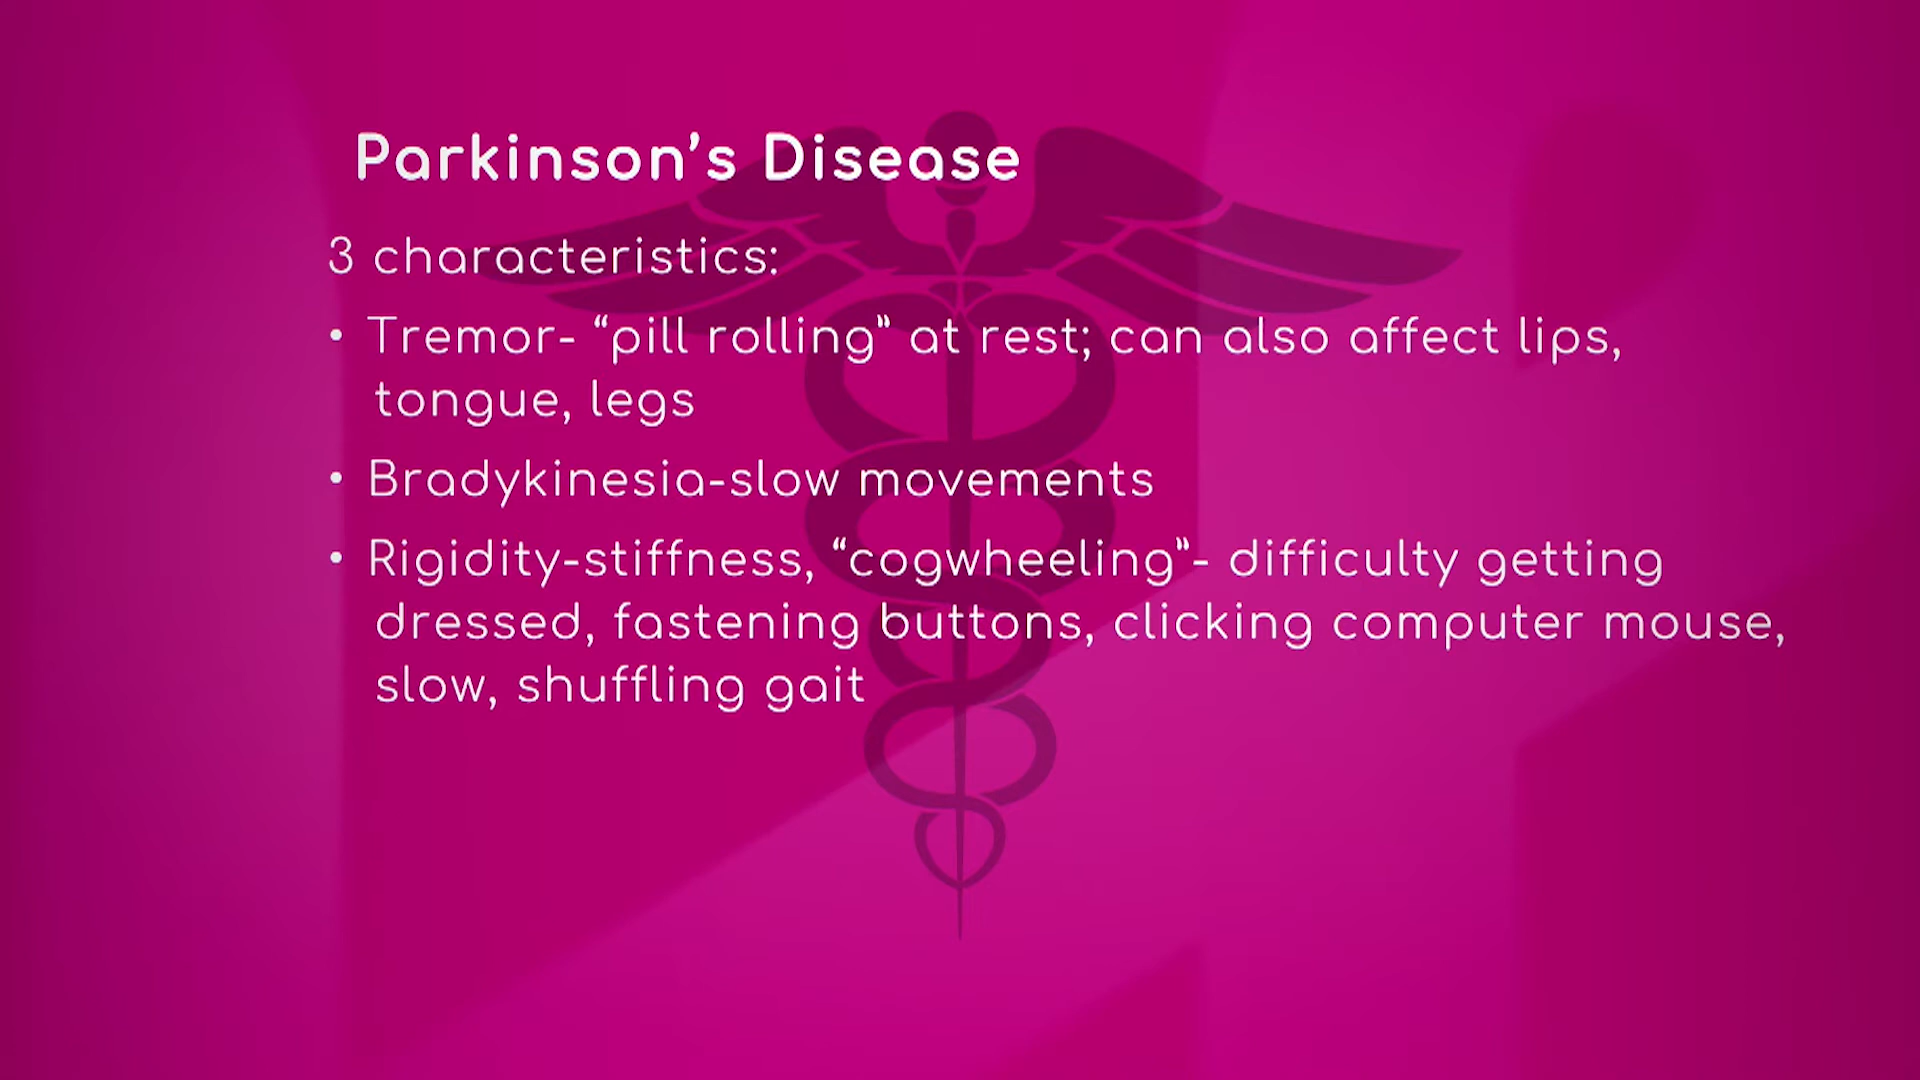 Parkinson’s Disease
3 characteristics:
• Tremor- “pill rolling” at rest; can also affect lips,
tongue, legs
• Bradykinesia-slow movements
• Rigidity-stiffness, “cogwheeling”- difficulty getting
dressed, fastening buttons, clicking computer mouse,
slow, shuffling gait